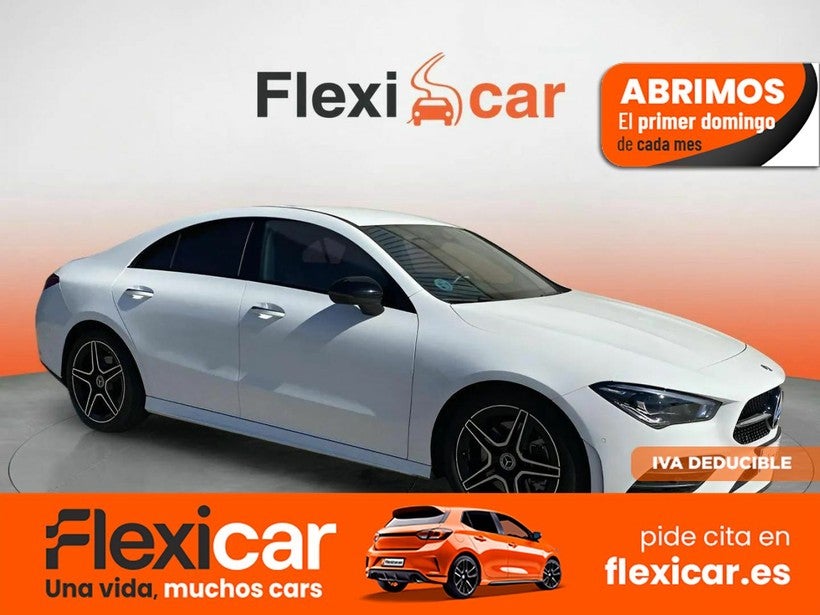 Flexicar
ABRIMOS
El primer domingo
de cada mes
IVA DEDUCIBLE
Flexicar
Una vida, muchos cars
pide cita en
flexicar.es